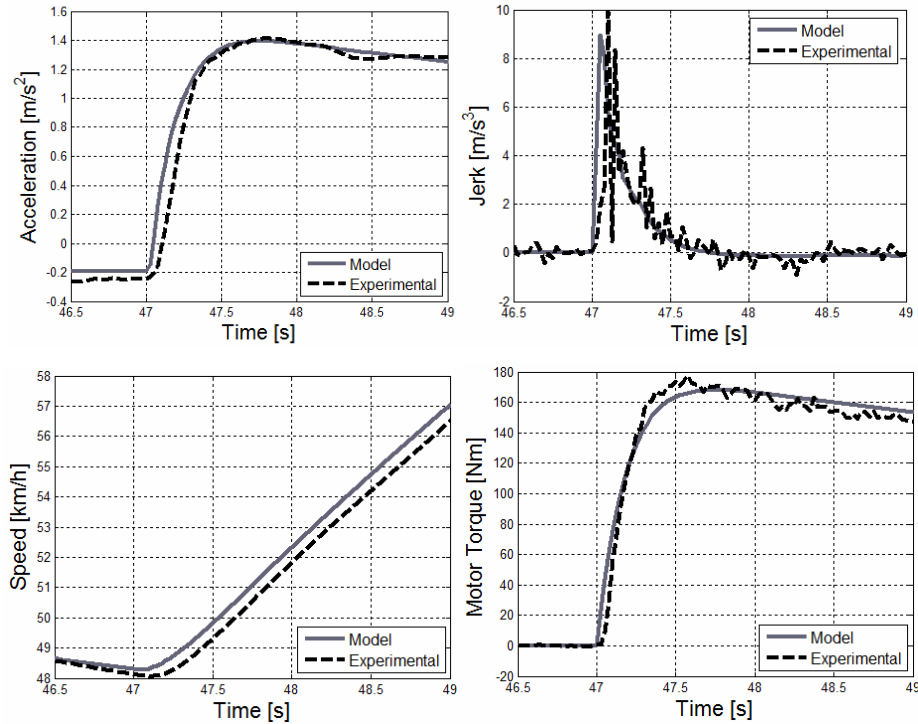 Acceleration [m/s²]
1.6
1.4
1.2
1
0.8
0.6
0.4
0.2
0
-0.2
-0.4
46.5 47 47.5 48 48.5 49
Time [s]
Model
Experimental
Jerk [m/s³]
10
8
6
4
2
0
-2
46.5 47 47.5 48 48.5 49
Time [s]
Model
Experimental
Speed [km/h]
58
57
56
55
54
53
52
51
50
49
48
46.5 47 47.5 48 48.5 49
Time [s]
Model
Experimental
Motor Torque [Nm]
180
160
140
120
100
80
60
40
20
0
-20
46.5 47 47.5 48 48.5 49
Time [s]
Model
Experimental